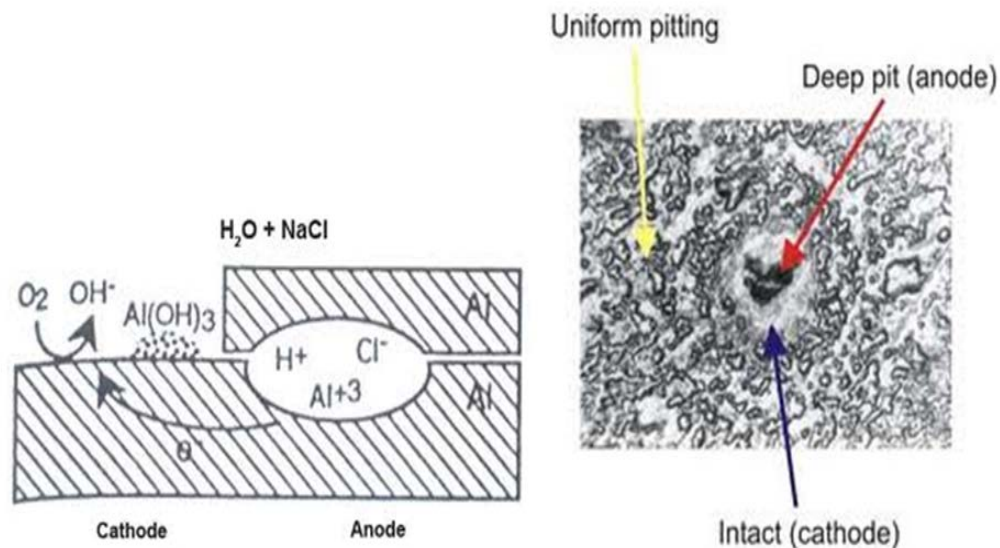 Uniform pitting
Deep pit (anode)
H₂O + NaCl
O2 OH-
Al(OH)3
Al
H+ Cl-
Al+3
Al
e-
Cathode Anode
Intact (cathode)